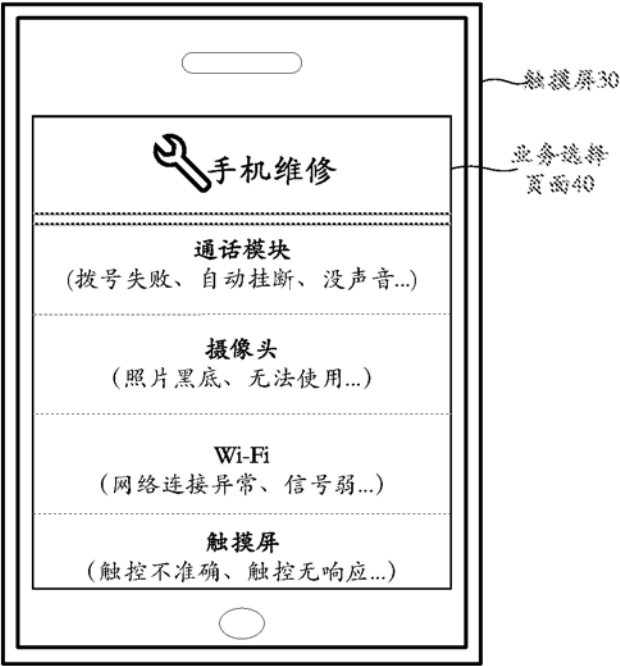 触摸屏30
业务选择
页面40
手机维修
通话模块
(拨号失败、自动挂断、没声音...)
摄像头
(照片黑底、无法使用...)
Wi-Fi
(网络连接异常、信号弱...)
触摸屏
(触控不准确、触控无响应...)